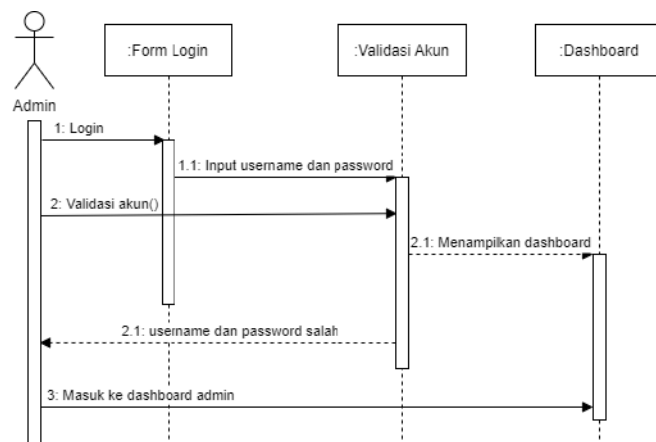 :Form Login
:Validasi Akun
:Dashboard
Admin
1: Login
1.1: Input username dan password
2: Validasi akun()
2.1: Menampilkan dashboard
2.1: username dan password salah
3: Masuk ke dashboard admin